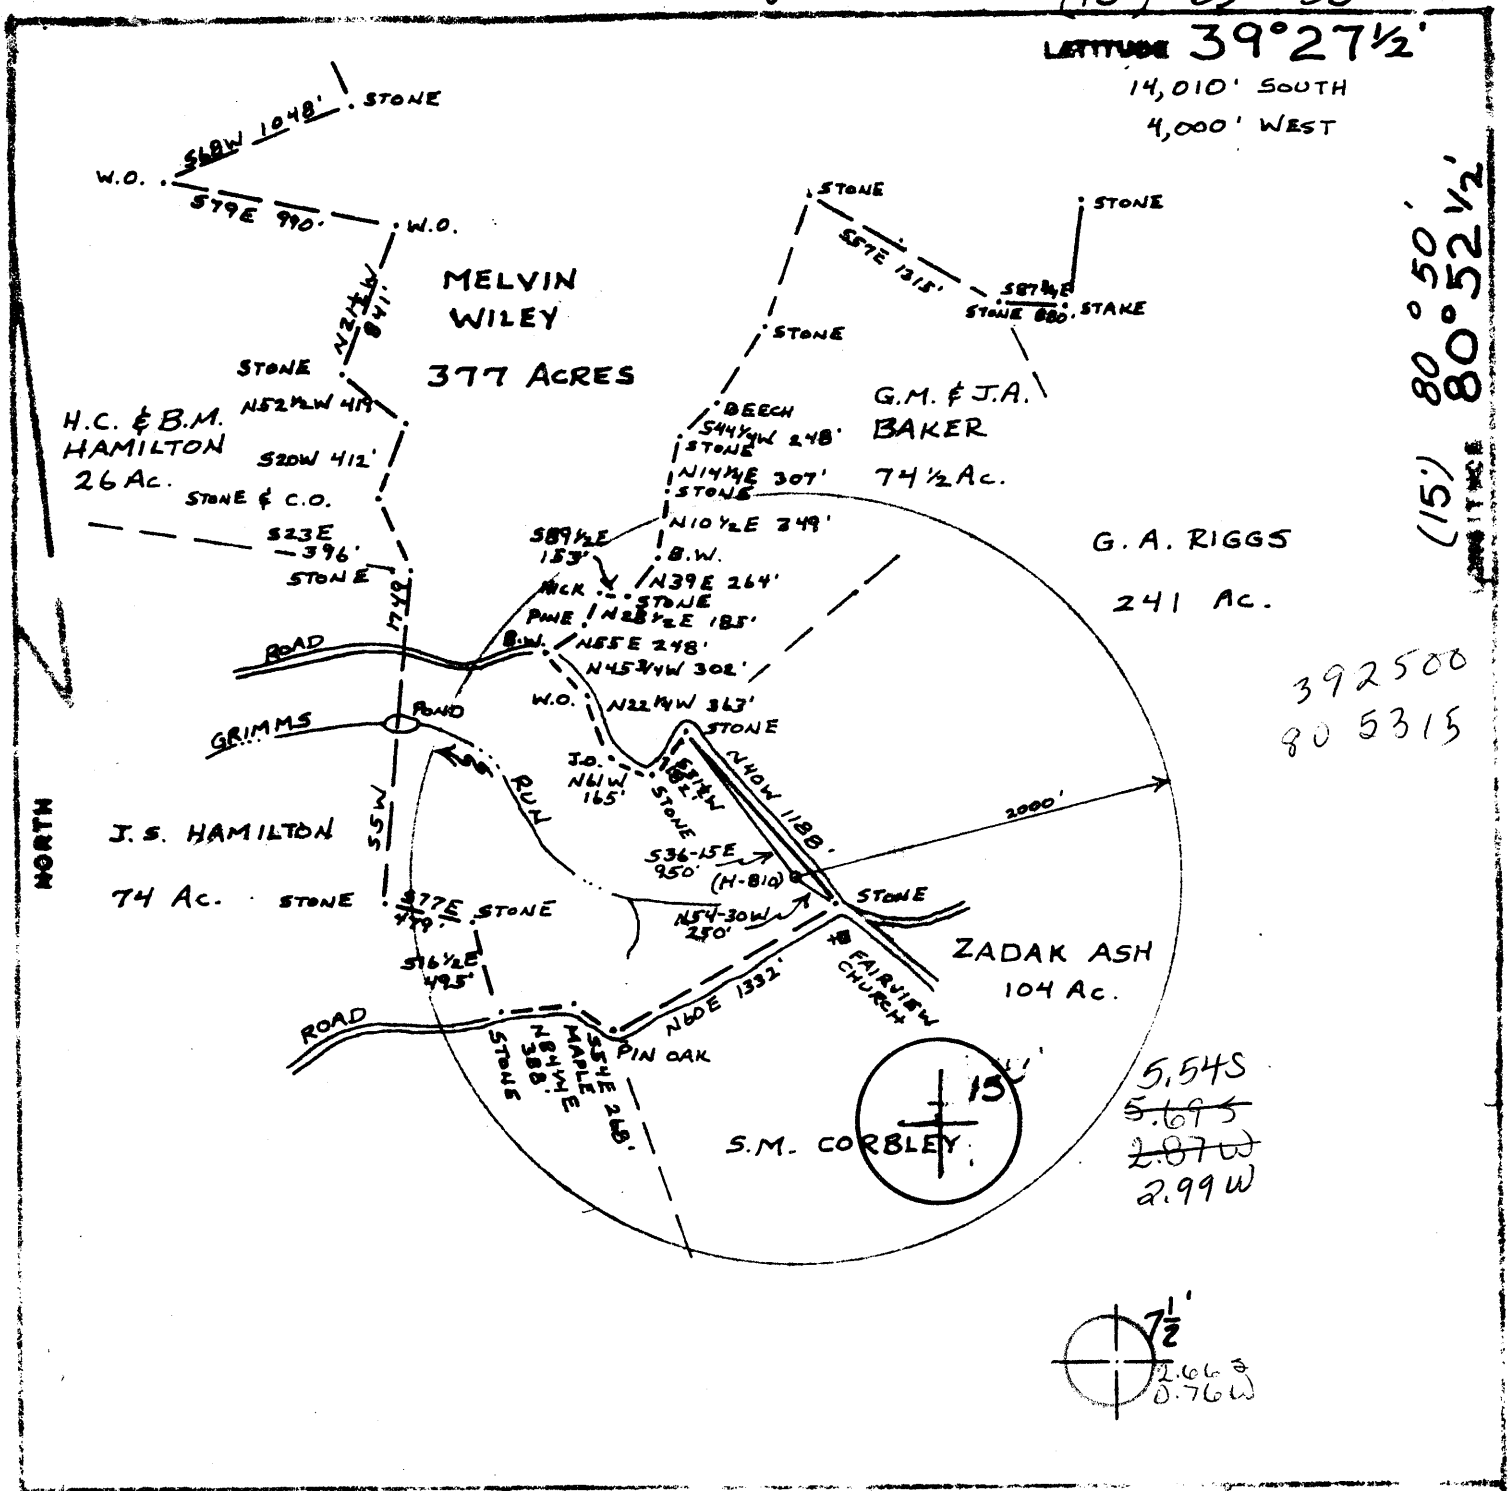 LATITUDE 39°27½'
14,010' SOUTH
4,000' WEST
80°50'
80°52½'
(15')
STONE
S68W 1048'
W.O.
S79E 990'
W.O.
MELVIN
WILEY
377 ACRES
841'
STONE
N52½W 419'
H.C. & B.M.
HAMILTON
26 Ac.
S20W 412'
STONE & C.O.
S23E
396'
STONE
1749
STONE
S57E 1315'
STONE
S87¾E
STONE 880' STAKE
STONE
BEECH
S44¼W 248'
STONE
N14¼E 307'
STONE
N10½E 349'
G.M. & J.A.
BAKER
74½ Ac.
G.A. RIGGS
241 AC.
S89½E
153'
B.W.
N39E 264'
HICK
STONE
PINE
N28½E 185'
B.W.
N55E 248'
N45¾W 302'
W.O.
N22¼W 363'
STONE
ROAD
GRIMMS
POND
RUN
J.O.
N61W
165'
STONE
N40W 1188'
2000'
392500
80 5315
NORTH
S5W
J.S. HAMILTON
74 Ac.
STONE
S77E
479'
STONE
S36-15E
950'
(H-810)
N54-30W
250'
STONE
S16½E
495'
ZADAK ASH
104 Ac.
FAIRVIEW
CHURCH
N60E 1332'
ROAD
STONE
N84¼E
388'
MAPLE
S54E 268'
PIN OAK
S.M. CORBLEY
15'
5.54S
5.69S
2.87W
2.99W
7½'
2.66S
0.76W